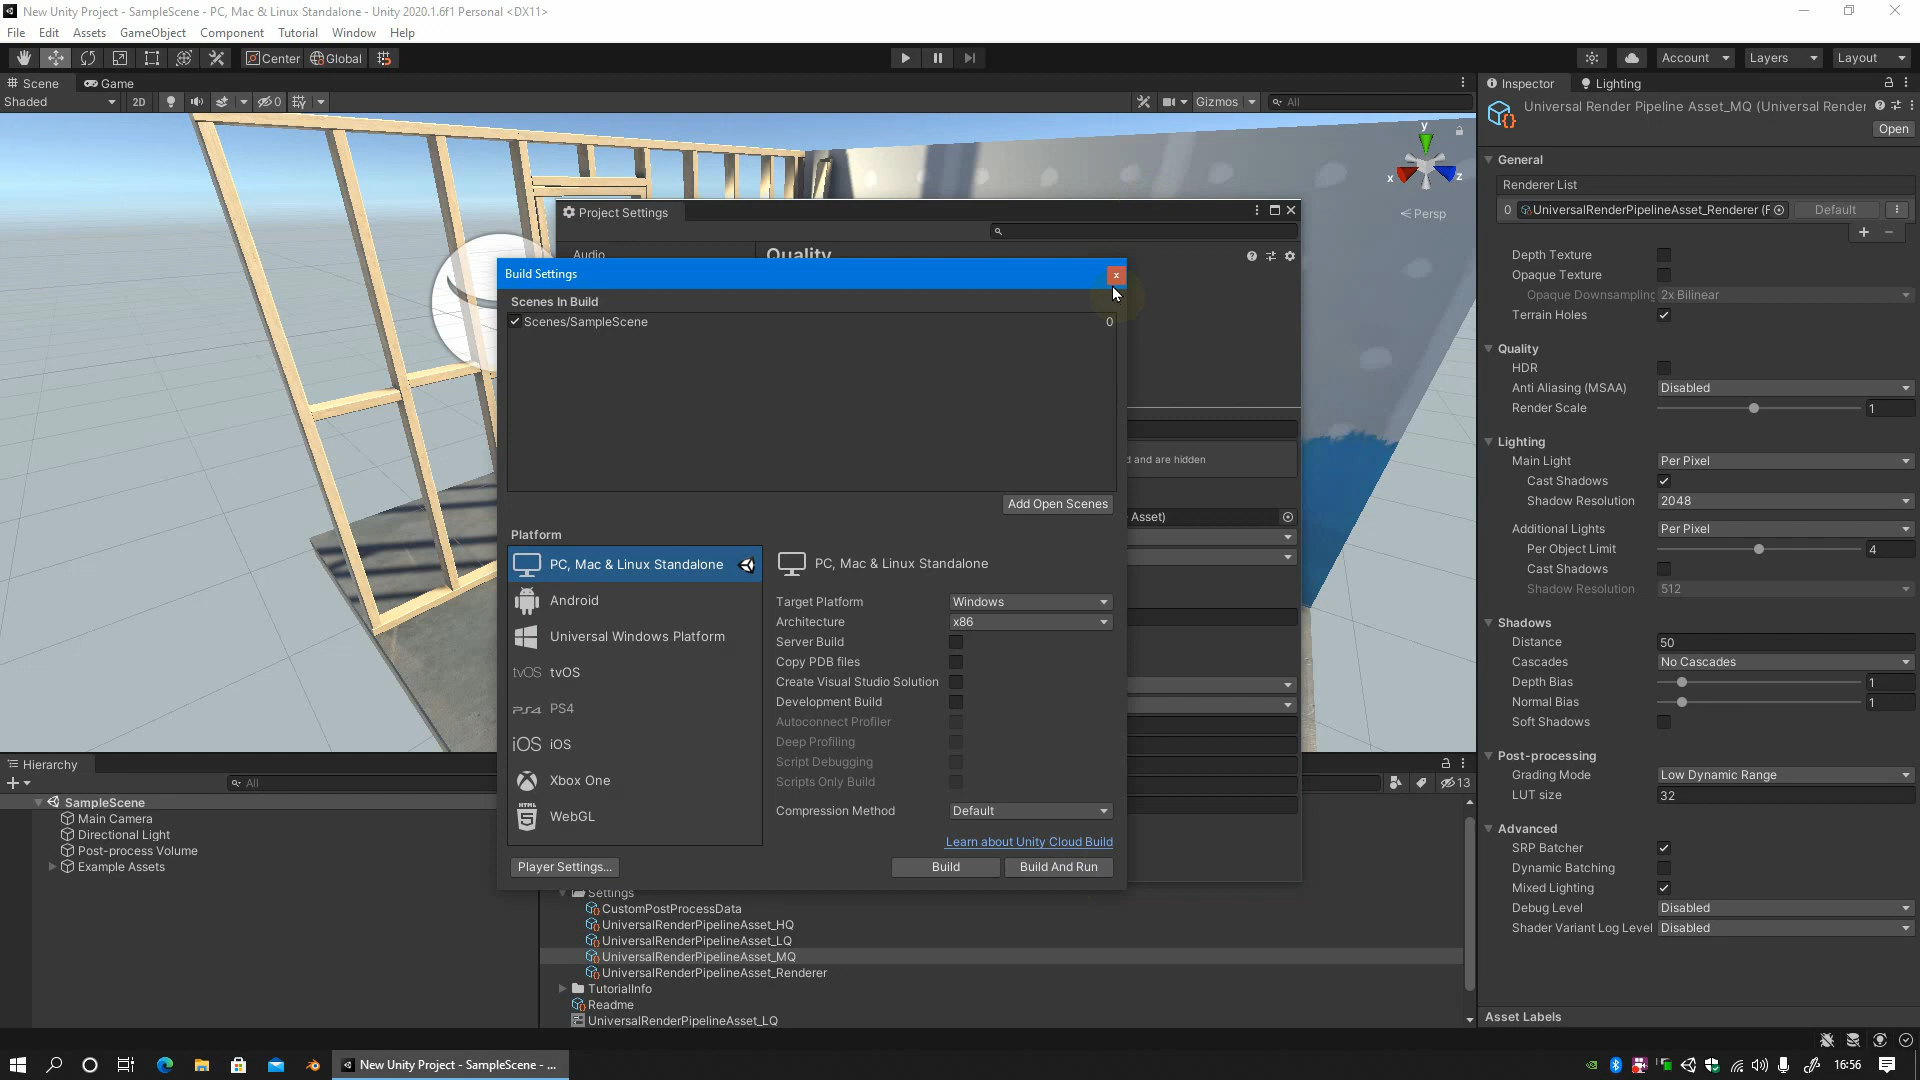 New Unity Project - SampleScene - PC, Mac & Linux Standalone - Unity 2020.1.6f1 Personal <DX11>
File Edit Assets GameObject Component Tutorial Window Help
Center Global Account Layers Layout
Scene Game
Shaded 2D 0 Gizmos All
y
x z
Persp
Project Settings
Audio Quality
d and are hidden
Asset)
Build Settings
Scenes In Build
Scenes/SampleScene 0
Add Open Scenes
Platform
PC, Mac & Linux Standalone
Android
Universal Windows Platform
tvOS tvOS
PS4 PS4
iOS iOS
Xbox One
HTML 5 WebGL
PC, Mac & Linux Standalone
Target Platform Windows
Architecture x86
Server Build
Copy PDB files
Create Visual Studio Solution
Development Build
Autoconnect Profiler
Deep Profiling
Script Debugging
Scripts Only Build
Compression Method Default
Learn about Unity Cloud Build
Player Settings... Build Build And Run
Inspector Lighting
Universal Render Pipeline Asset_MQ (Universal Render
Open
General
Renderer List
0 UniversalRenderPipelineAsset_Renderer (F Default
Depth Texture
Opaque Texture
Opaque Downsampling 2x Bilinear
Terrain Holes
Quality
HDR
Anti Aliasing (MSAA) Disabled
Render Scale 1
Lighting
Main Light Per Pixel
Cast Shadows
Shadow Resolution 2048
Additional Lights Per Pixel
Per Object Limit 4
Cast Shadows
Shadow Resolution 512
Shadows
Distance 50
Cascades No Cascades
Depth Bias 1
Normal Bias 1
Soft Shadows
Post-processing
Grading Mode Low Dynamic Range
LUT size 32
Advanced
SRP Batcher
Dynamic Batching
Mixed Lighting
Debug Level Disabled
Shader Variant Log Level Disabled
Asset Labels
Hierarchy
All
SampleScene
Main Camera
Directional Light
Post-process Volume
Example Assets
13
Settings
CustomPostProcessData
UniversalRenderPipelineAsset_HQ
UniversalRenderPipelineAsset_LQ
UniversalRenderPipelineAsset_MQ
UniversalRenderPipelineAsset_Renderer
TutorialInfo
Readme
UniversalRenderPipelineAsset_LQ
New Unity Project - SampleScene - ...
16:56